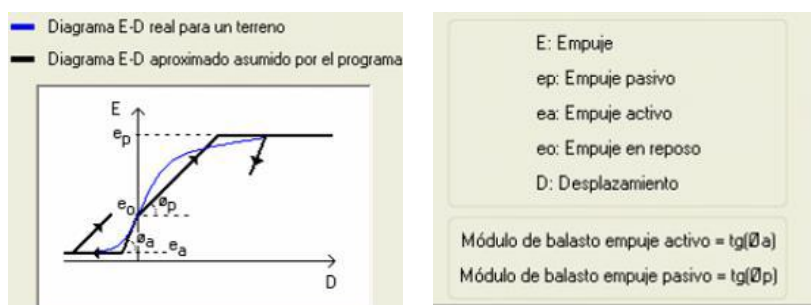 Diagrama E-D real para un terreno
Diagrama E-D aproximado asumido por el programa
E
ep
eo
øp
øa
ea
D
E: Empuje
ep: Empuje pasivo
ea: Empuje activo
eo: Empuje en reposo
D: Desplazamiento
Módulo de balasto empuje activo = tg(Øa)
Módulo de balasto empuje pasivo = tg(Øp)